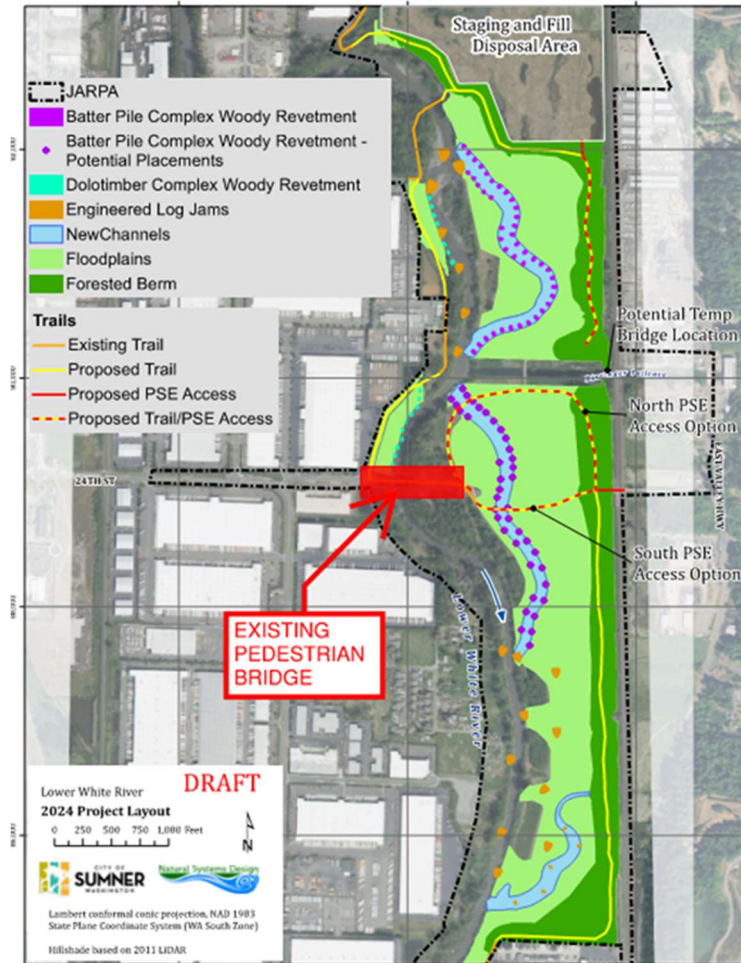 Staging and Fill
Disposal Area
JARPA
Batter Pile Complex Woody Revetment
Batter Pile Complex Woody Revetment -
Potential Placements
Dolotimber Complex Woody Revetment
Engineered Log Jams
NewChannels
Floodplains
Forested Berm
Trails
Existing Trail
Proposed Trail
Proposed PSE Access
Proposed Trail/PSE Access
Potential Temp
Bridge Location
North PSE
Access Option
EAST VALLEY HWY
24TH ST
South PSE
Access Option
EXISTING
PEDESTRIAN
BRIDGE
Lower White River
Lower White River
DRAFT
2024 Project Layout
0 250 500 750 1,000 Feet
N
CITY OF
SUMNER
WASHINGTON
Natural Systems Design
Lambert conformal conic projection, NAD 1983
State Plane Coordinate System (WA South Zone)
Hillshade based on 2011 LiDAR